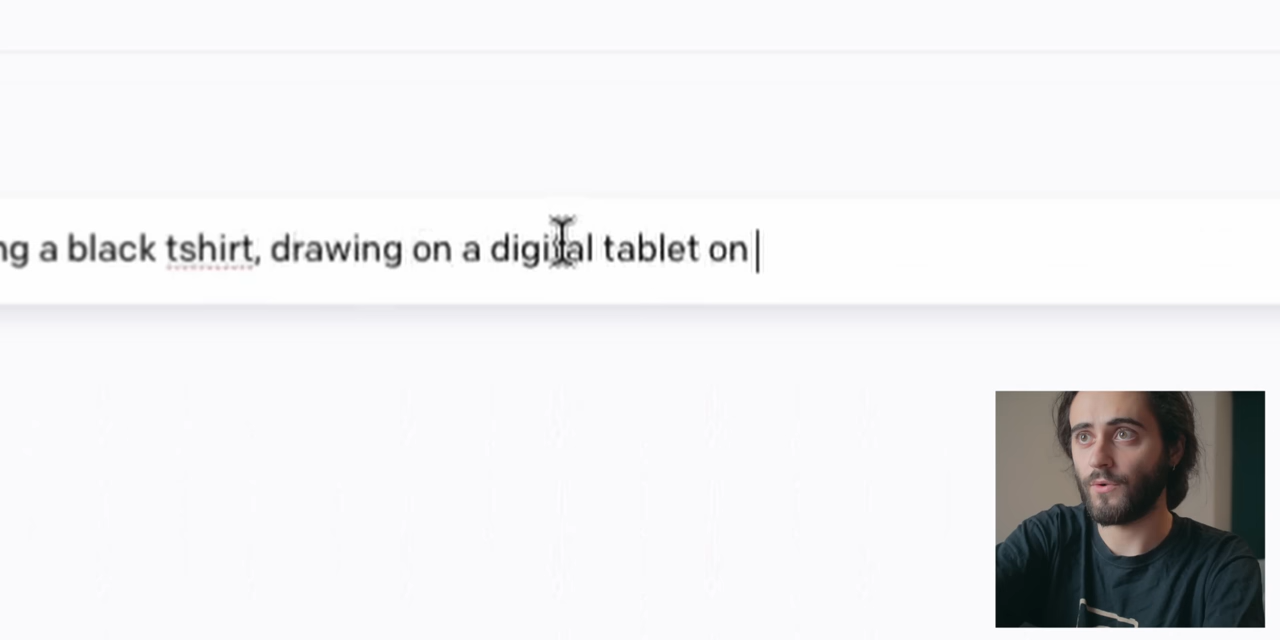 ng a black tshirt, drawing on a digital tablet on